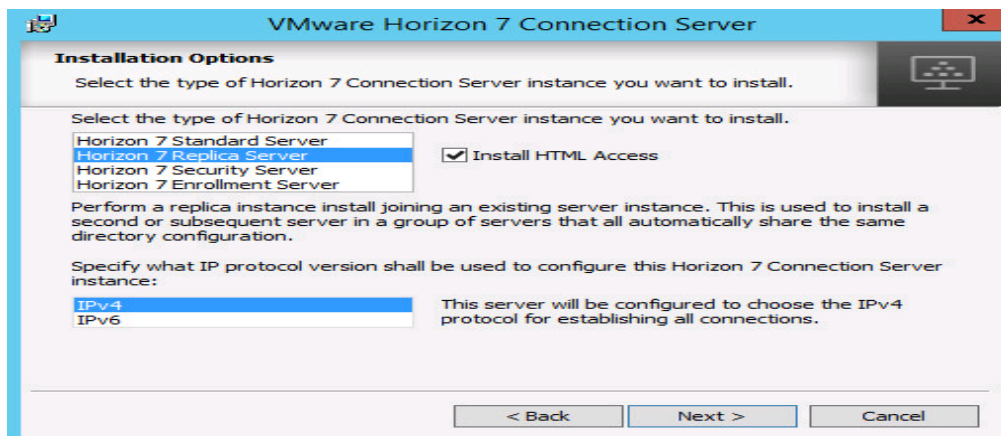 VMware Horizon 7 Connection Server
Installation Options
Select the type of Horizon 7 Connection Server instance you want to install.
Select the type of Horizon 7 Connection Server instance you want to install.
Horizon 7 Standard Server
Horizon 7 Replica Server
Horizon 7 Security Server
Horizon 7 Enrollment Server
Install HTML Access
Perform a replica instance install joining an existing server instance. This is used to install a
second or subsequent server in a group of servers that all automatically share the same
directory configuration.
Specify what IP protocol version shall be used to configure this Horizon 7 Connection Server
instance:
IPv4
IPv6
This server will be configured to choose the IPv4
protocol for establishing all connections.
< Back
Next >
Cancel